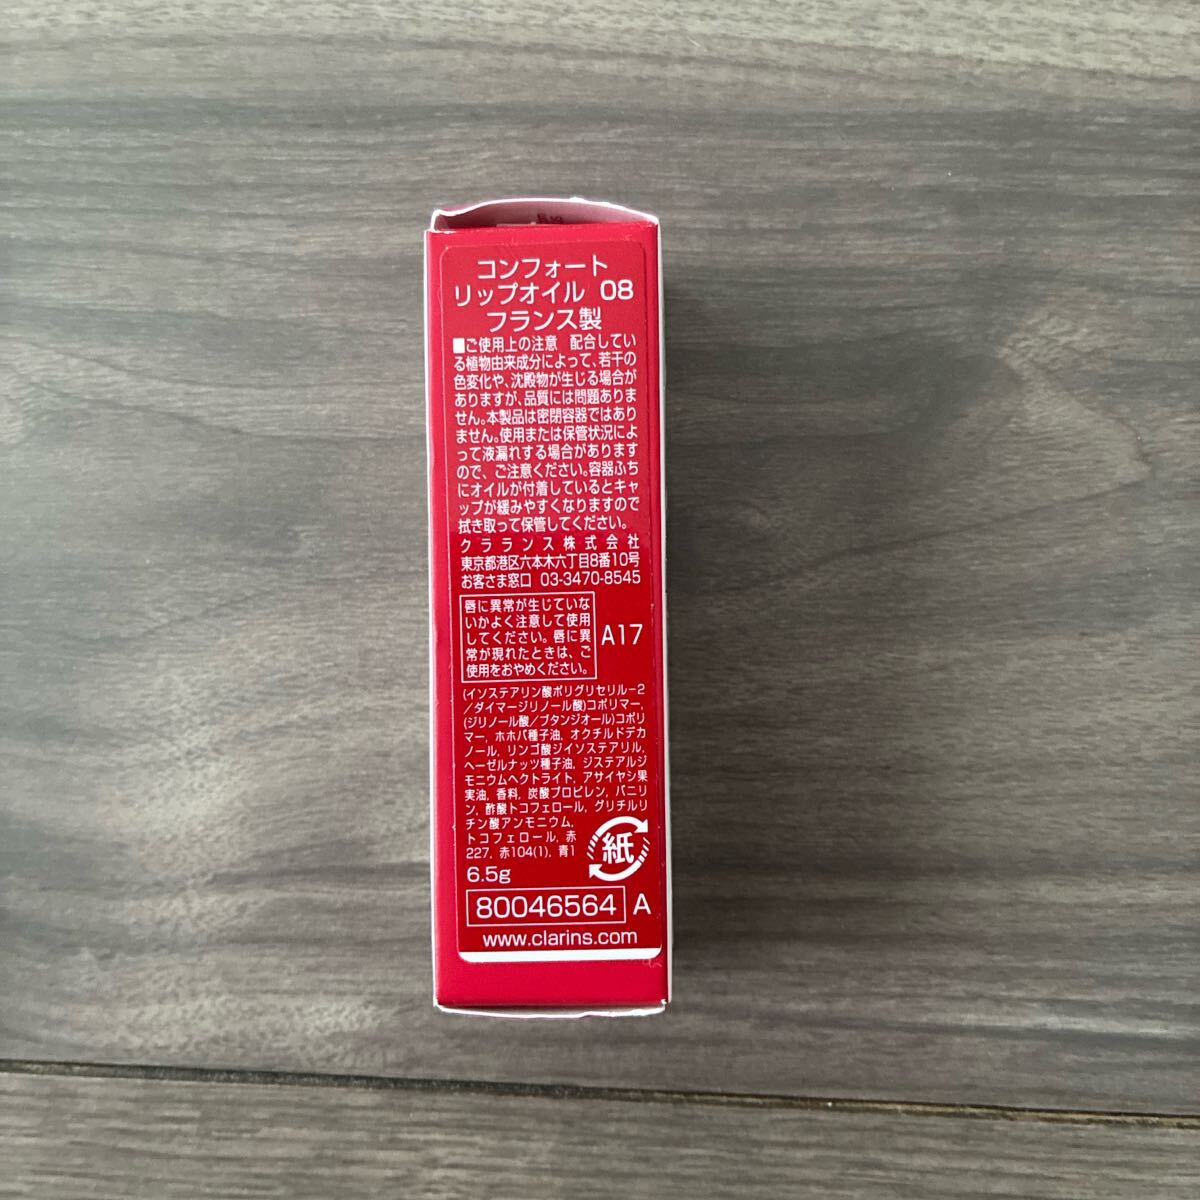 コンフォート
リップオイル 08
フランス製
■ご使用上の注意 配合してい
る植物由来成分によって、若干の
色変化や、沈殿物が生じる場合が
ありますが、品質には問題ありま
せん。本製品は密閉容器ではあり
ません。使用または保管状況によ
って液漏れする場合があります
ので、ご注意ください。容器ふち
にオイルが付着しているとキャ
ップが緩みやすくなりますので
拭き取って保管してください。
クラランス株式会社
東京都港区六本木六丁目8番10号
お客さま窓口 03-3470-8545
唇に異常が生じていな
いかよく注意して使用
してください。唇に異
常が現れたときは、ご
使用をおやめください。
A17
(イソステアリン酸ポリグリセリル-2
/ダイマージリノール酸)コポリマー,
(ジリノール酸/ブタンジオール)コポリ
マー, ホホバ種子油, オクチルドデカ
ノール, リンゴ酸ジイソステアリル,
ヘーゼルナッツ種子油, ジステアルジ
モニウムヘクトライト, アサイヤシ果
実油, 香料, 炭酸プロピレン, バニリ
ン, 酢酸トコフェロール, グリチルリ
チン酸アンモニウム,
トコフェロール, 赤
227, 赤104(1), 青1
紙
6.5g
80046564 A
www.clarins.com